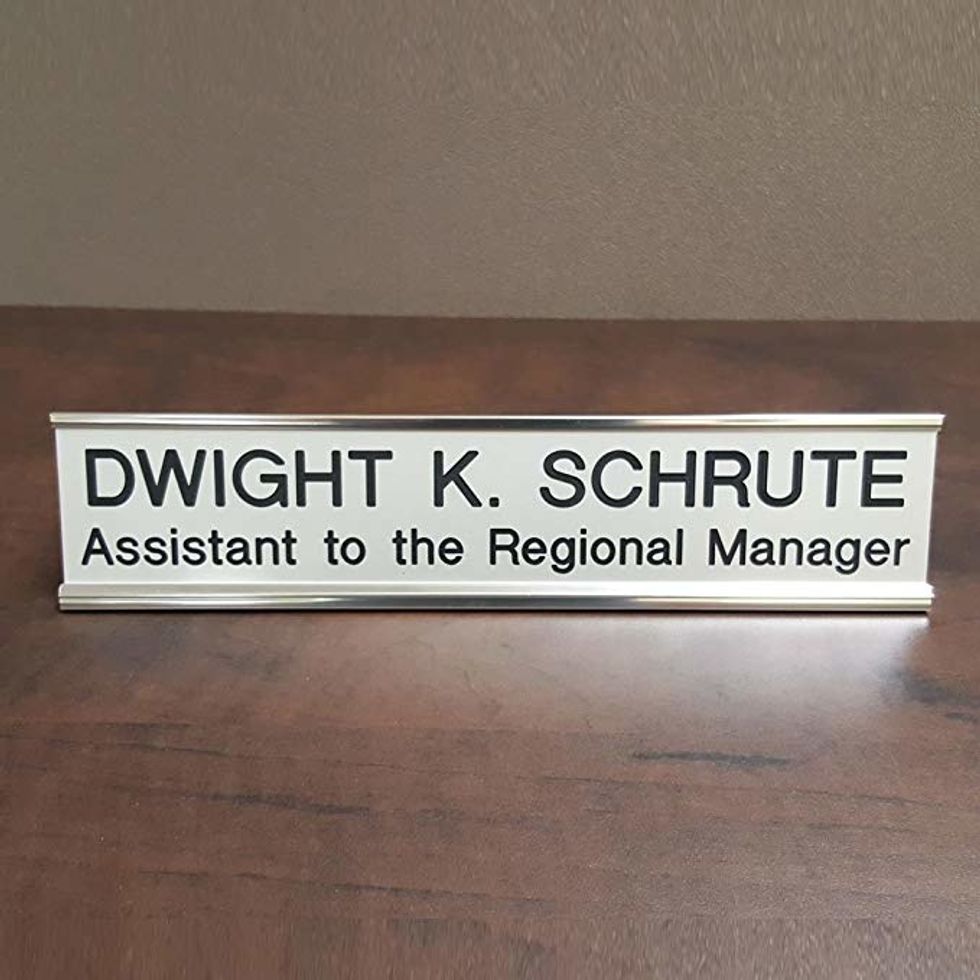 DWIGHT K. SCHRUTE
Assistant to the Regional Manager